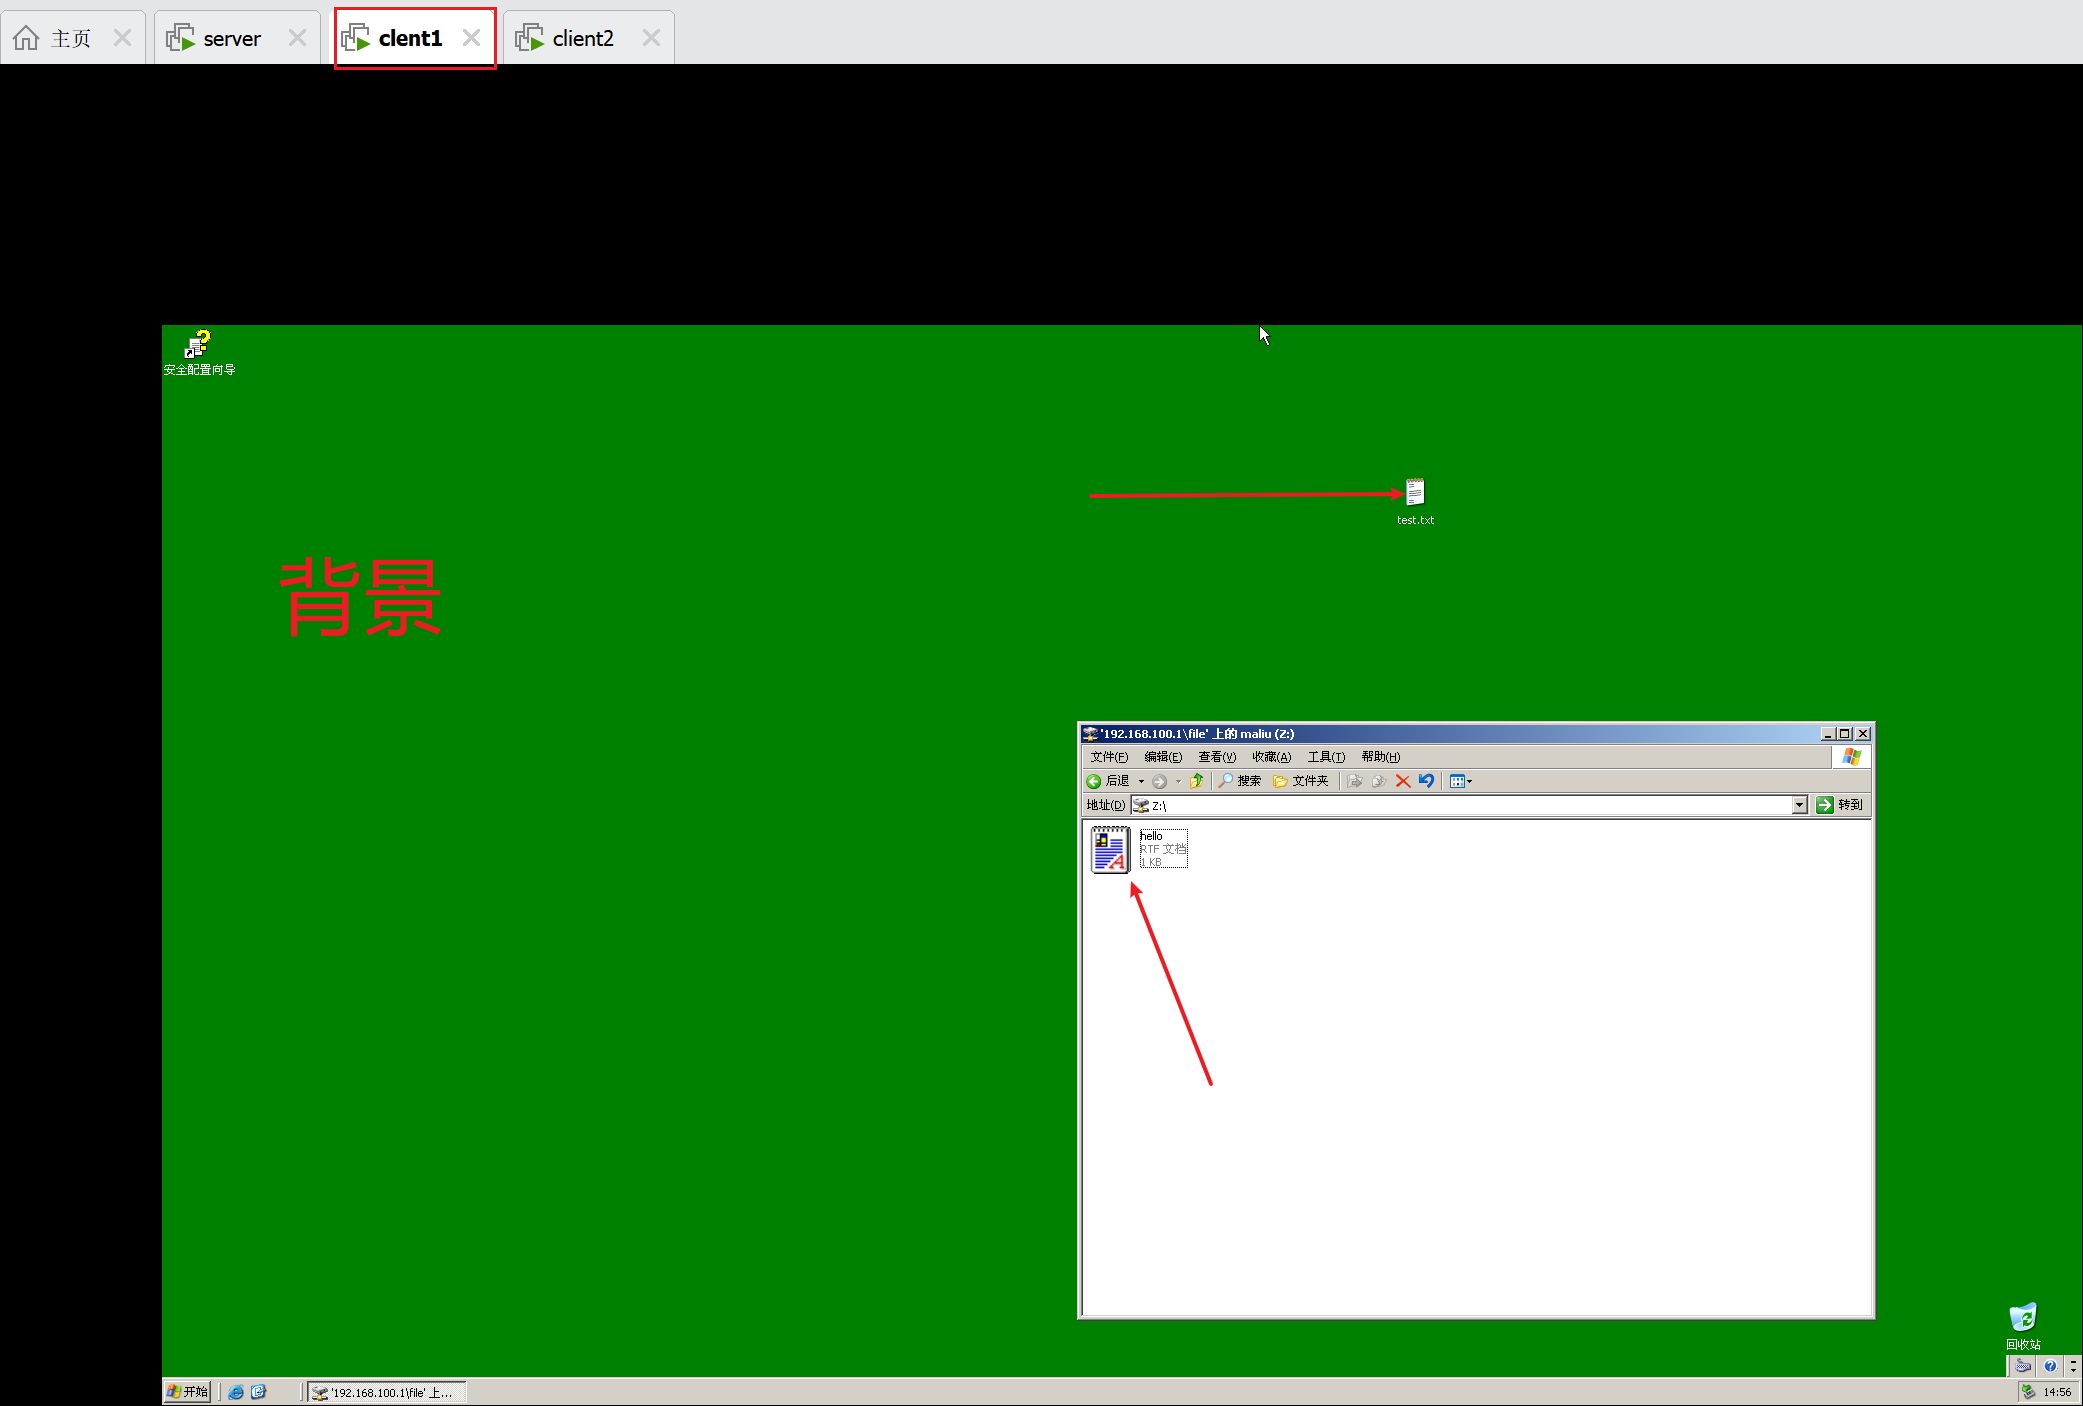 主页
server
clent1
client2
安全配置向导
test.txt
背景
'192.168.100.1\file' 上的 maliu (Z:)
文件(F) 编辑(E) 查看(V) 收藏(A) 工具(T) 帮助(H)
后退 搜索 文件夹
地址(D) Z:\ 转到
hello
RTF 文档
1 KB
回收站
开始 '192.168.100.1\file' 上... 14:56